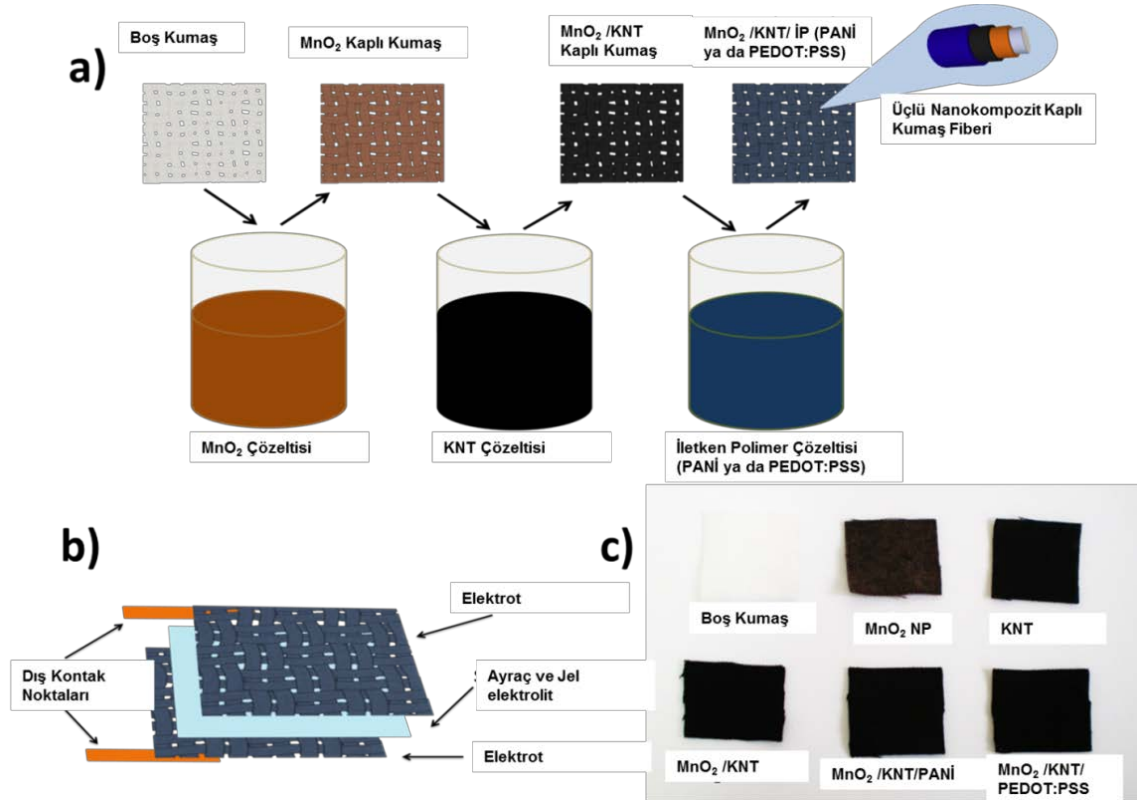 a)
Boş Kumaş
MnO₂ Kaplı Kumaş
MnO₂ /KNT
Kaplı Kumaş
MnO₂ /KNT/ İP (PANİ
ya da PEDOT:PSS)
Üçlü Nanokompozit Kaplı
Kumaş Fiberi
MnO₂ Çözeltisi
KNT Çözeltisi
İletken Polimer Çözeltisi
(PANİ ya da PEDOT:PSS)
b)
Elektrot
Dış Kontak
Noktaları
Ayraç ve Jel
elektrolit
Elektrot
c)
Boş Kumaş
MnO₂ NP
KNT
MnO₂ /KNT
MnO₂ /KNT/PANİ
MnO₂ /KNT/
PEDOT:PSS